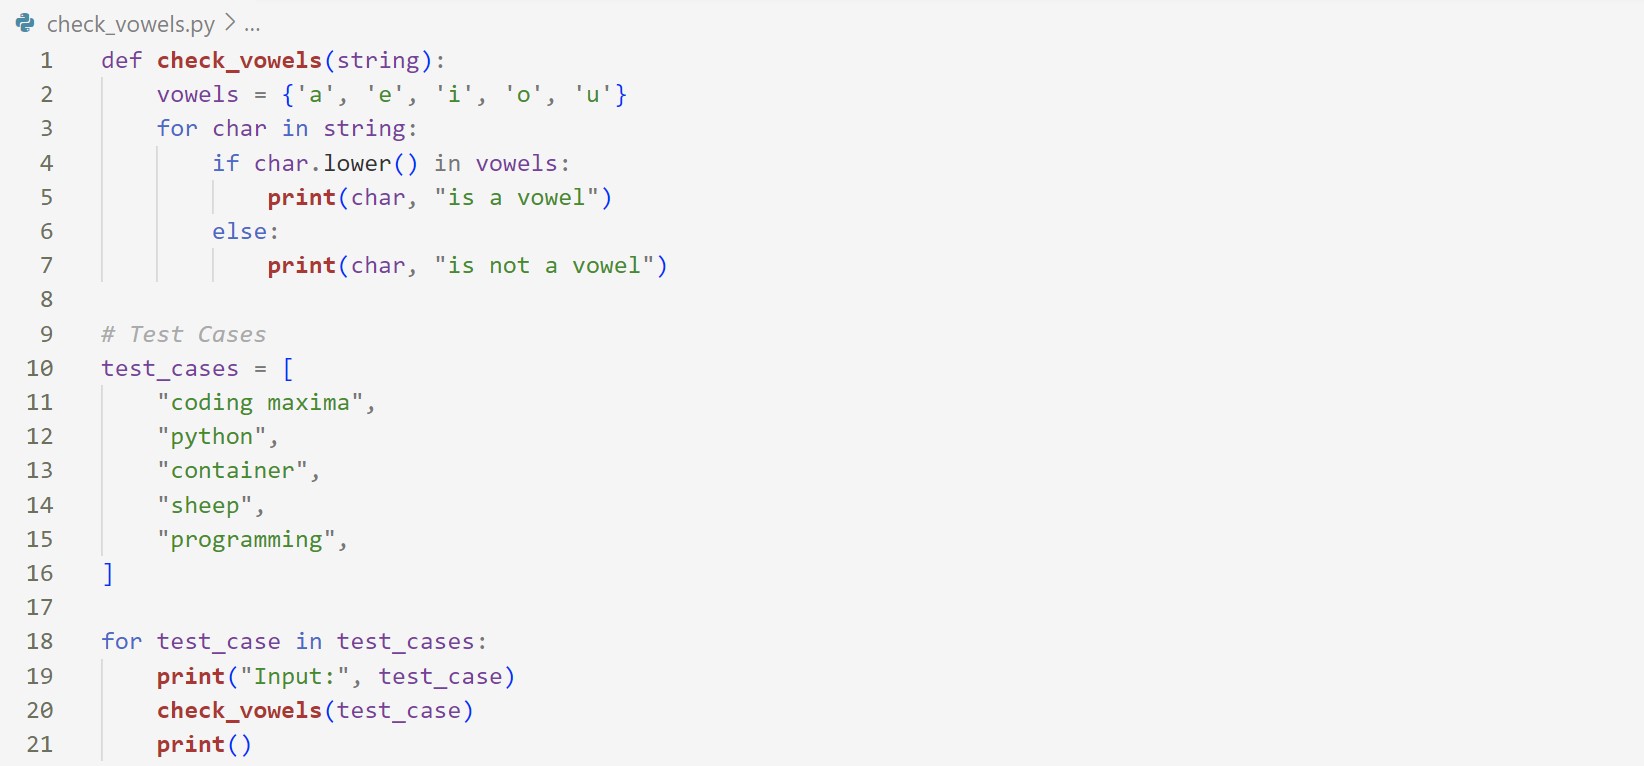 check_vowels.py > ...
1 def check_vowels(string):
2     vowels = {'a', 'e', 'i', 'o', 'u'}
3     for char in string:
4         if char.lower() in vowels:
5             print(char, "is a vowel")
6         else:
7             print(char, "is not a vowel")
8
9 # Test Cases
10 test_cases = [
11     "coding maxima",
12     "python",
13     "container",
14     "sheep",
15     "programming",
16 ]
17
18 for test_case in test_cases:
19     print("Input:", test_case)
20     check_vowels(test_case)
21     print()